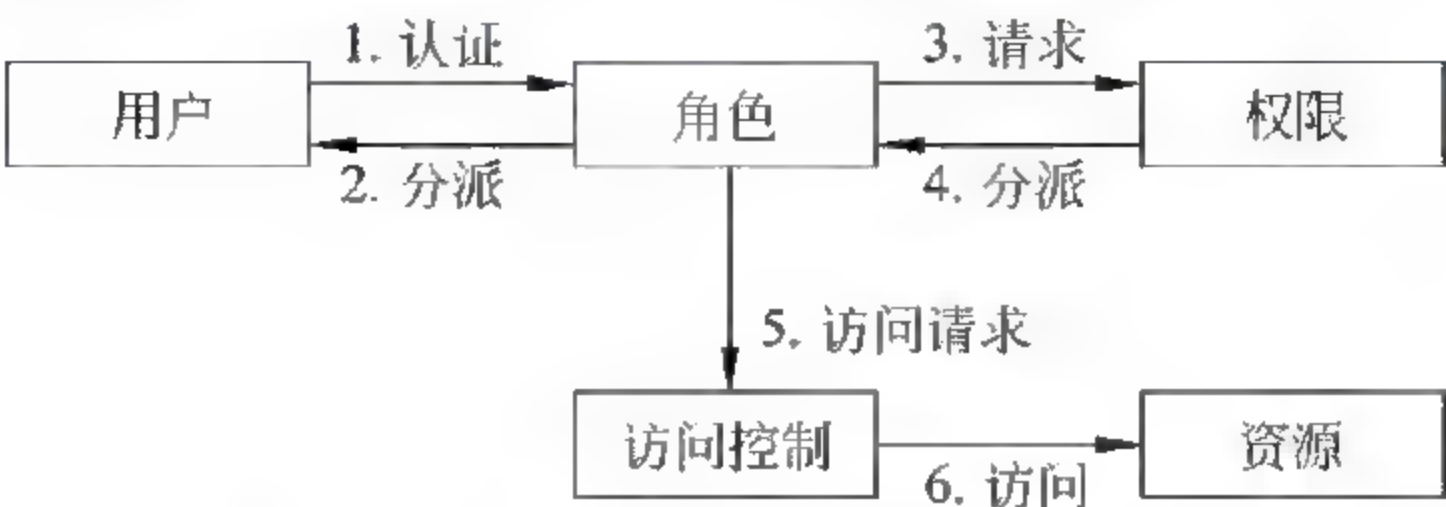 1. 认证
3. 请求
用户
角色
权限
2. 分派
4. 分派
5. 访问请求
访问控制
资源
6. 访问